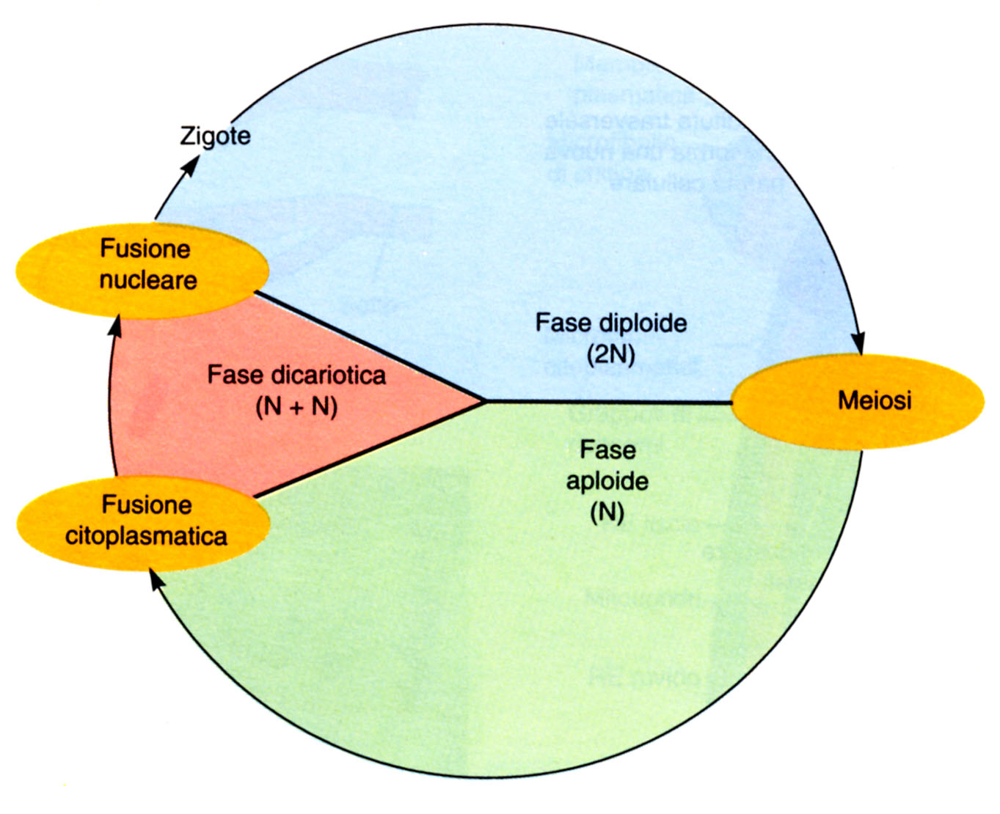 Zigote
Fusione
nucleare
Fase diploide
(2N)
Fase dicariotica
(N + N)
Meiosi
Fase
aploide
(N)
Fusione
citoplasmatica